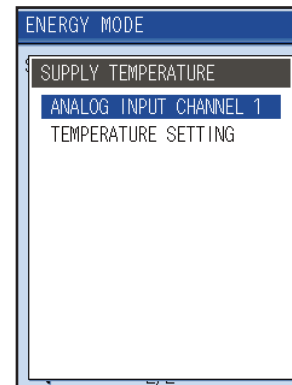 ENERGY MODE
SUPPLY TEMPERATURE
ANALOG INPUT CHANNEL 1
TEMPERATURE SETTING